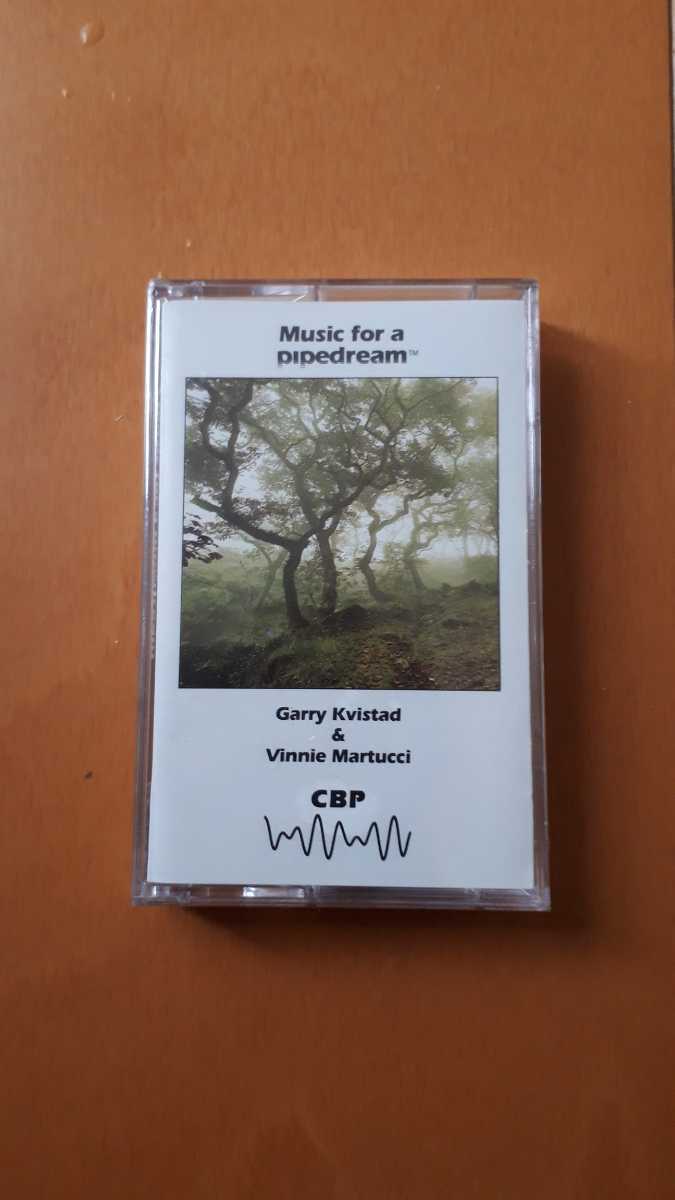 Music for a
pipedream™
Garry Kvistad
&
Vinnie Martucci
CBP